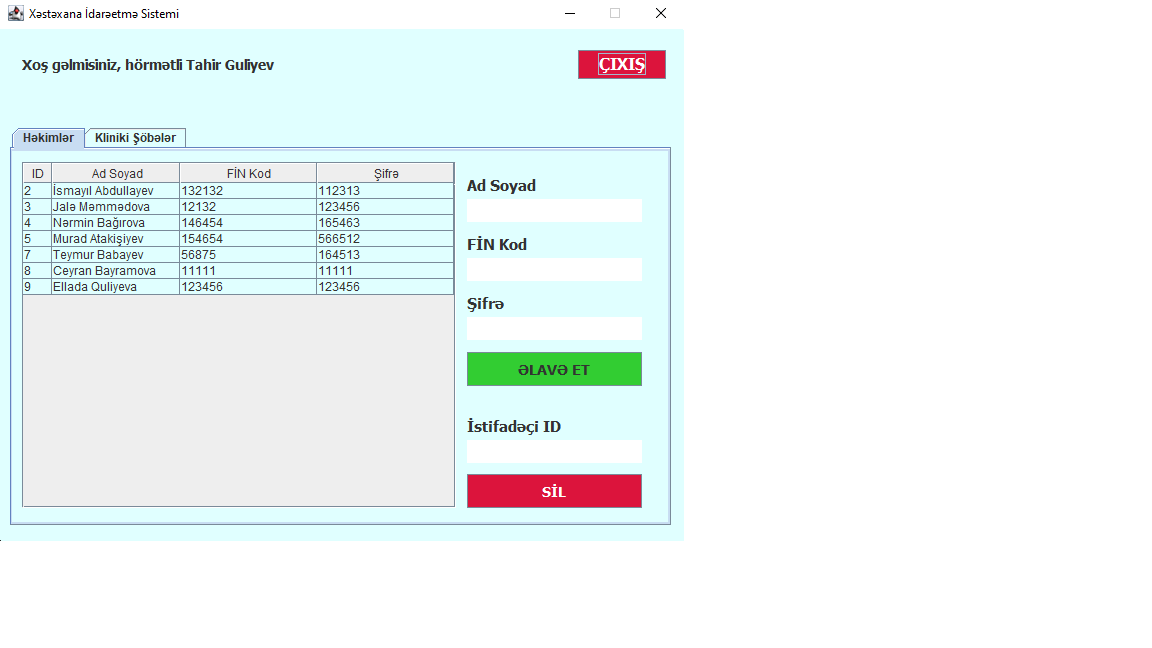 Xəstəxana İdarəetmə Sistemi
Xoş gəlmisiniz, hörmətli Tahir Guliyev
ÇIXIŞ
Həkimlər
Kliniki Şöbələr
ID Ad Soyad FİN Kod Şifrə
2 İsmayıl Abdullayev 132132 112313
3 Jalə Məmmədova 12132 123456
4 Nərmin Bağırova 146454 165463
5 Murad Atakişiyev 154654 566512
7 Teymur Babayev 56875 164513
8 Ceyran Bayramova 11111 11111
9 Ellada Quliyeva 123456 123456
Ad Soyad
FİN Kod
Şifrə
ƏLAVƏ ET
İstifadəçi ID
SİL